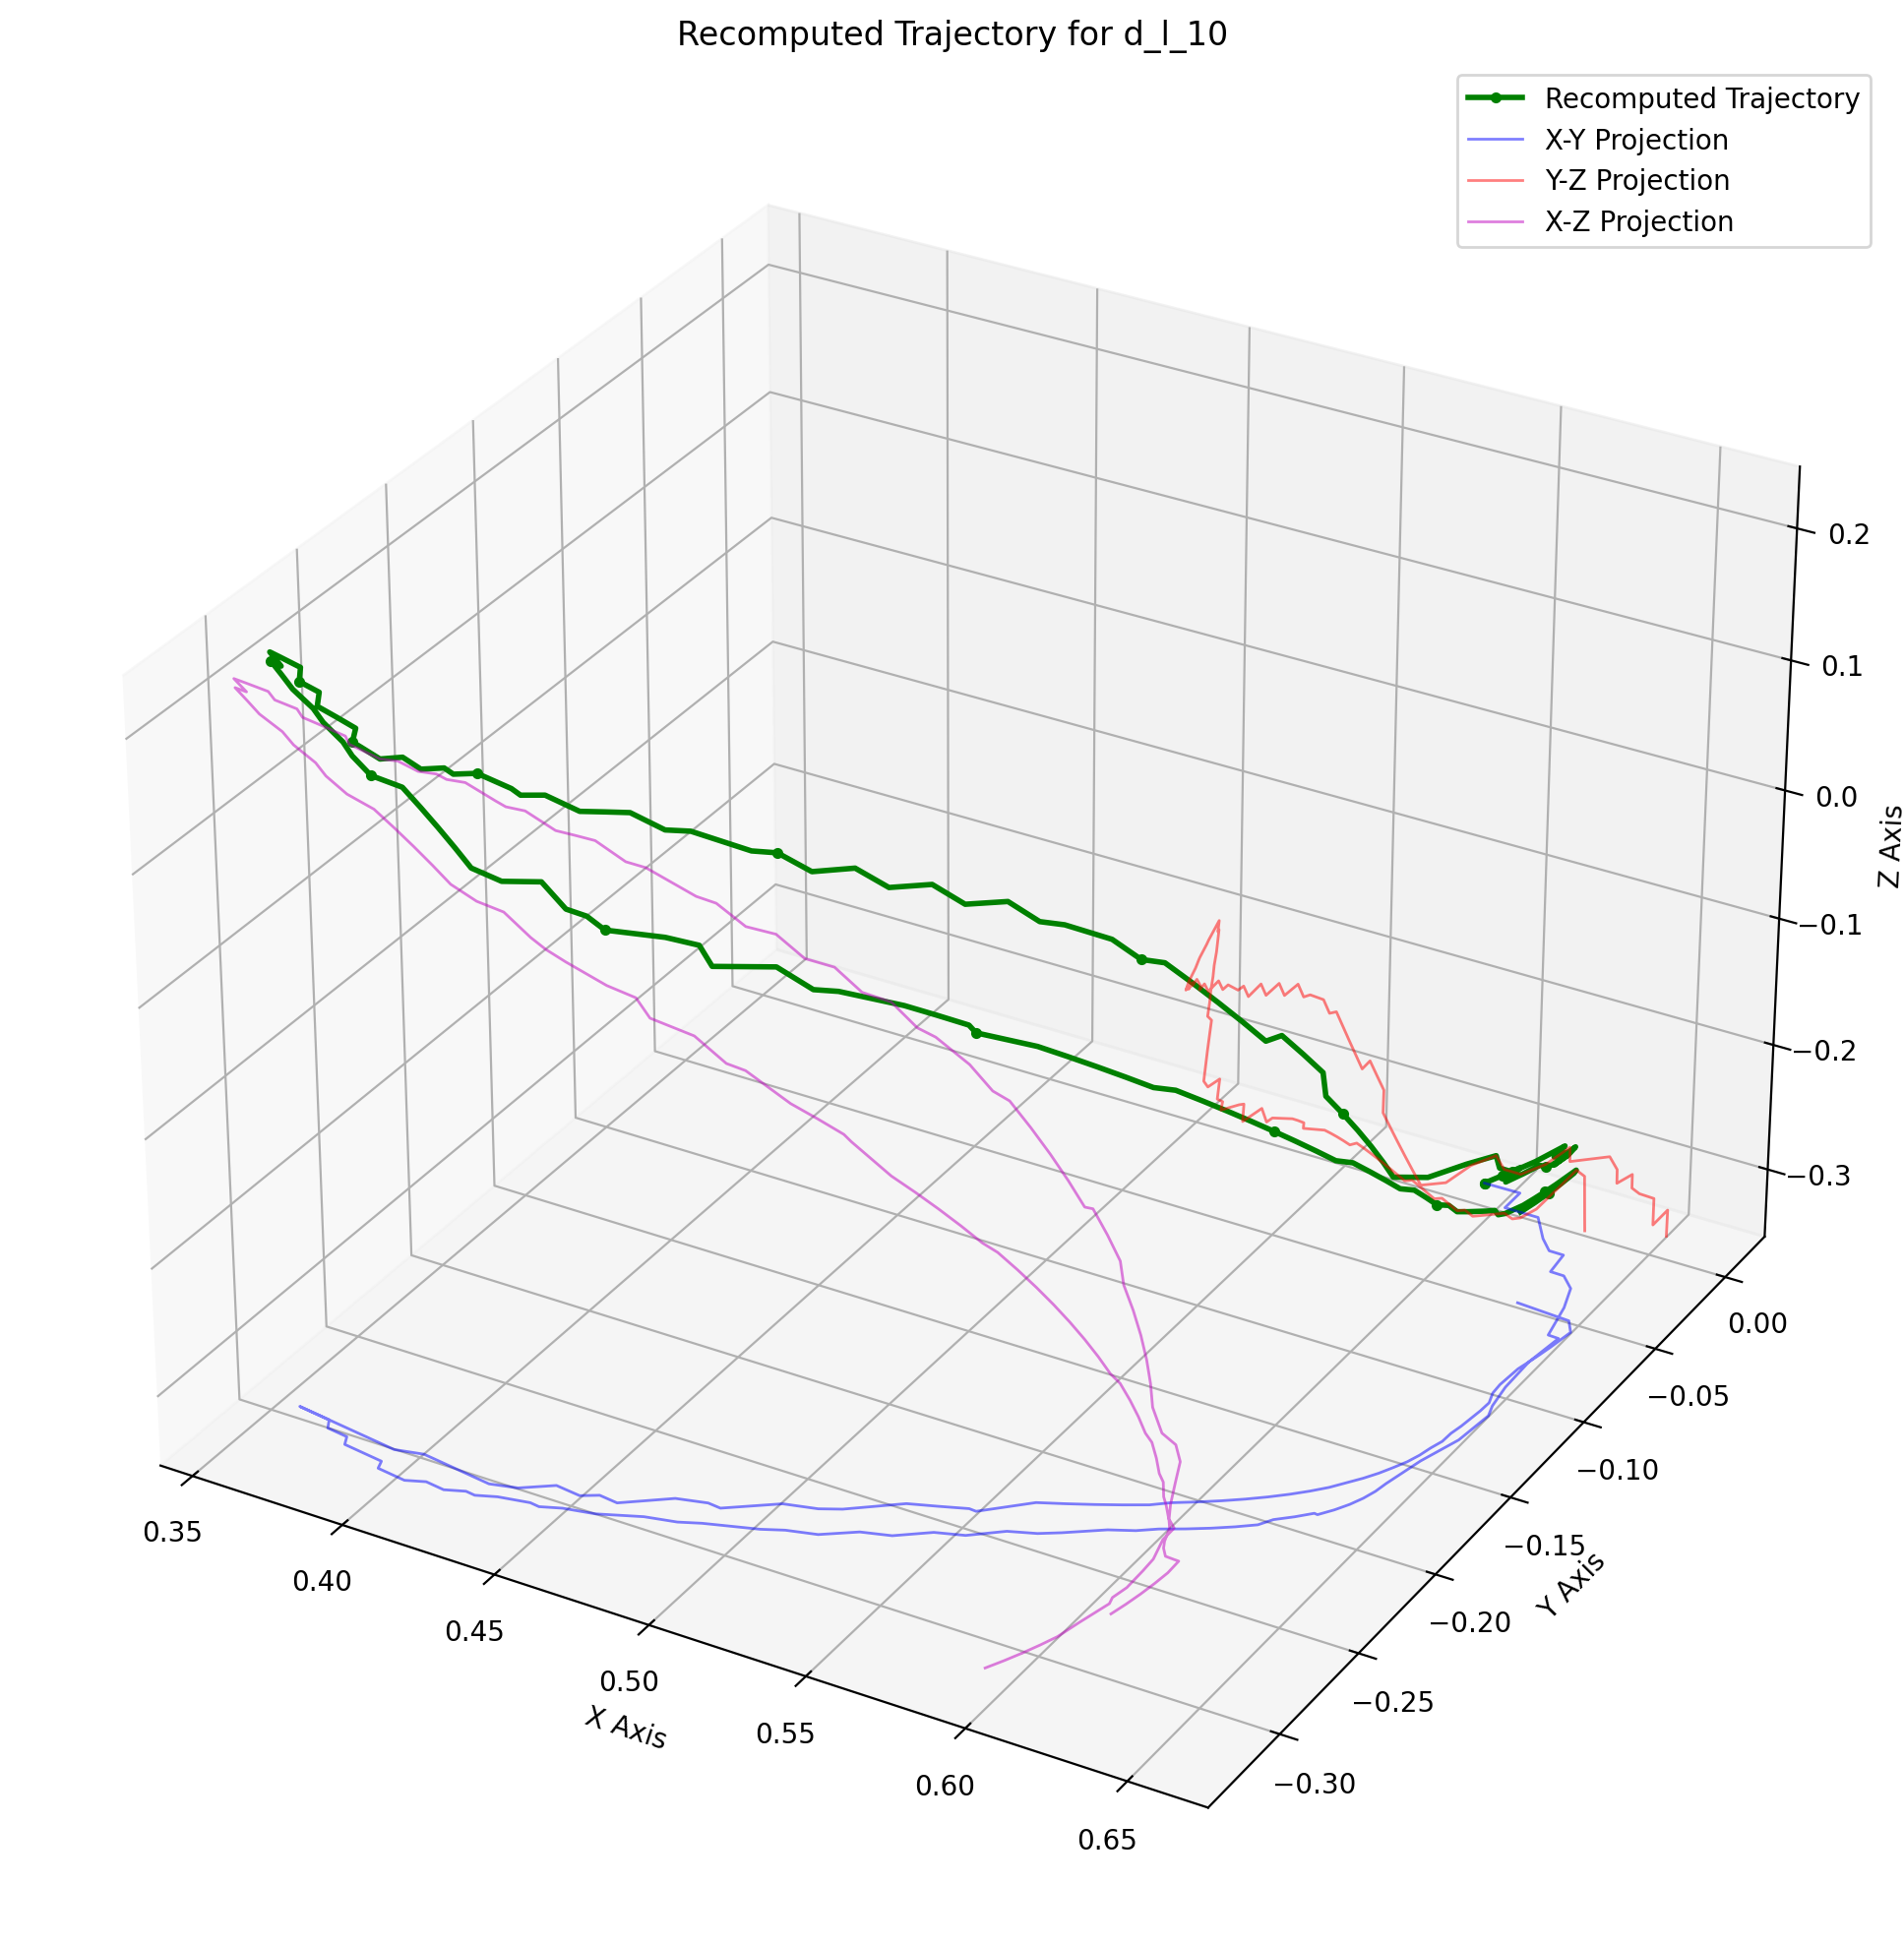 Recomputed Trajectory for d_l_10
Recomputed Trajectory
X-Y Projection
Y-Z Projection
X-Z Projection
0.2
0.1
0.0
−0.1
−0.2
−0.3
Z Axis
0.00
−0.05
−0.10
−0.15
−0.20
−0.25
−0.30
Y Axis
0.35
0.40
0.45
0.50
0.55
0.60
0.65
X Axis